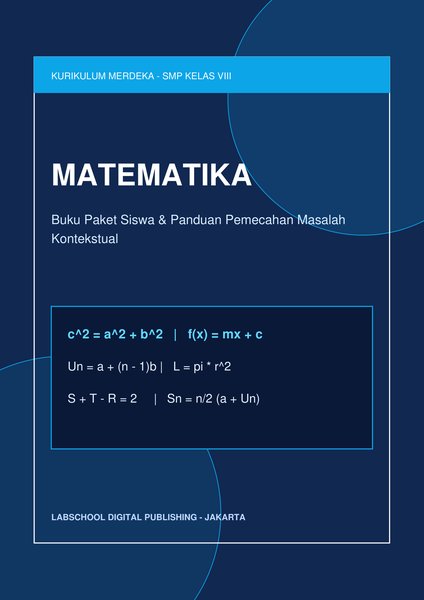 KURIKULUM MERDEKA - SMP KELAS VIII
MATEMATIKA
Buku Paket Siswa & Panduan Pemecahan Masalah
Kontekstual
c^2 = a^2 + b^2 | f(x) = mx + c
Un = a + (n - 1)b | L = pi * r^2
S + T - R = 2 | Sn = n/2 (a + Un)
LABSCHOOL DIGITAL PUBLISHING - JAKARTA